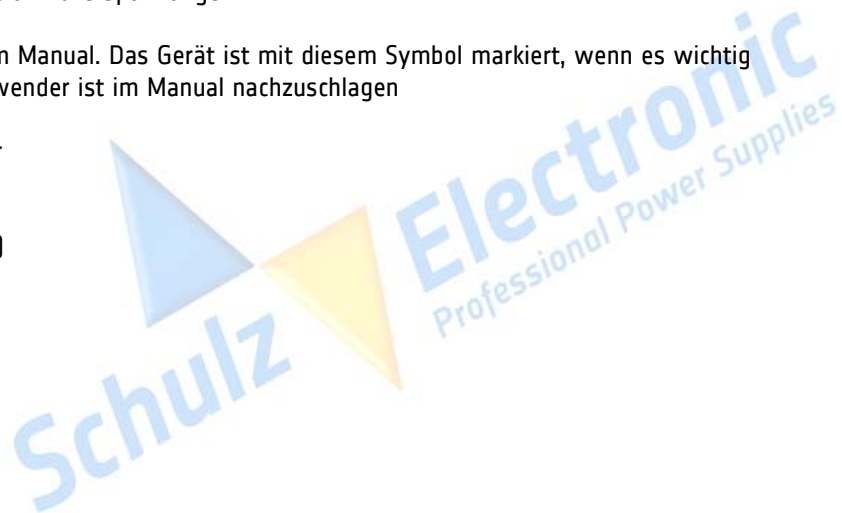 m Manual. Das Gerät ist mit diesem Symbol markiert, wenn es wichtig
wender ist im Manual nachzuschlagen
Schulz
Electronic
Professional Power Supplies